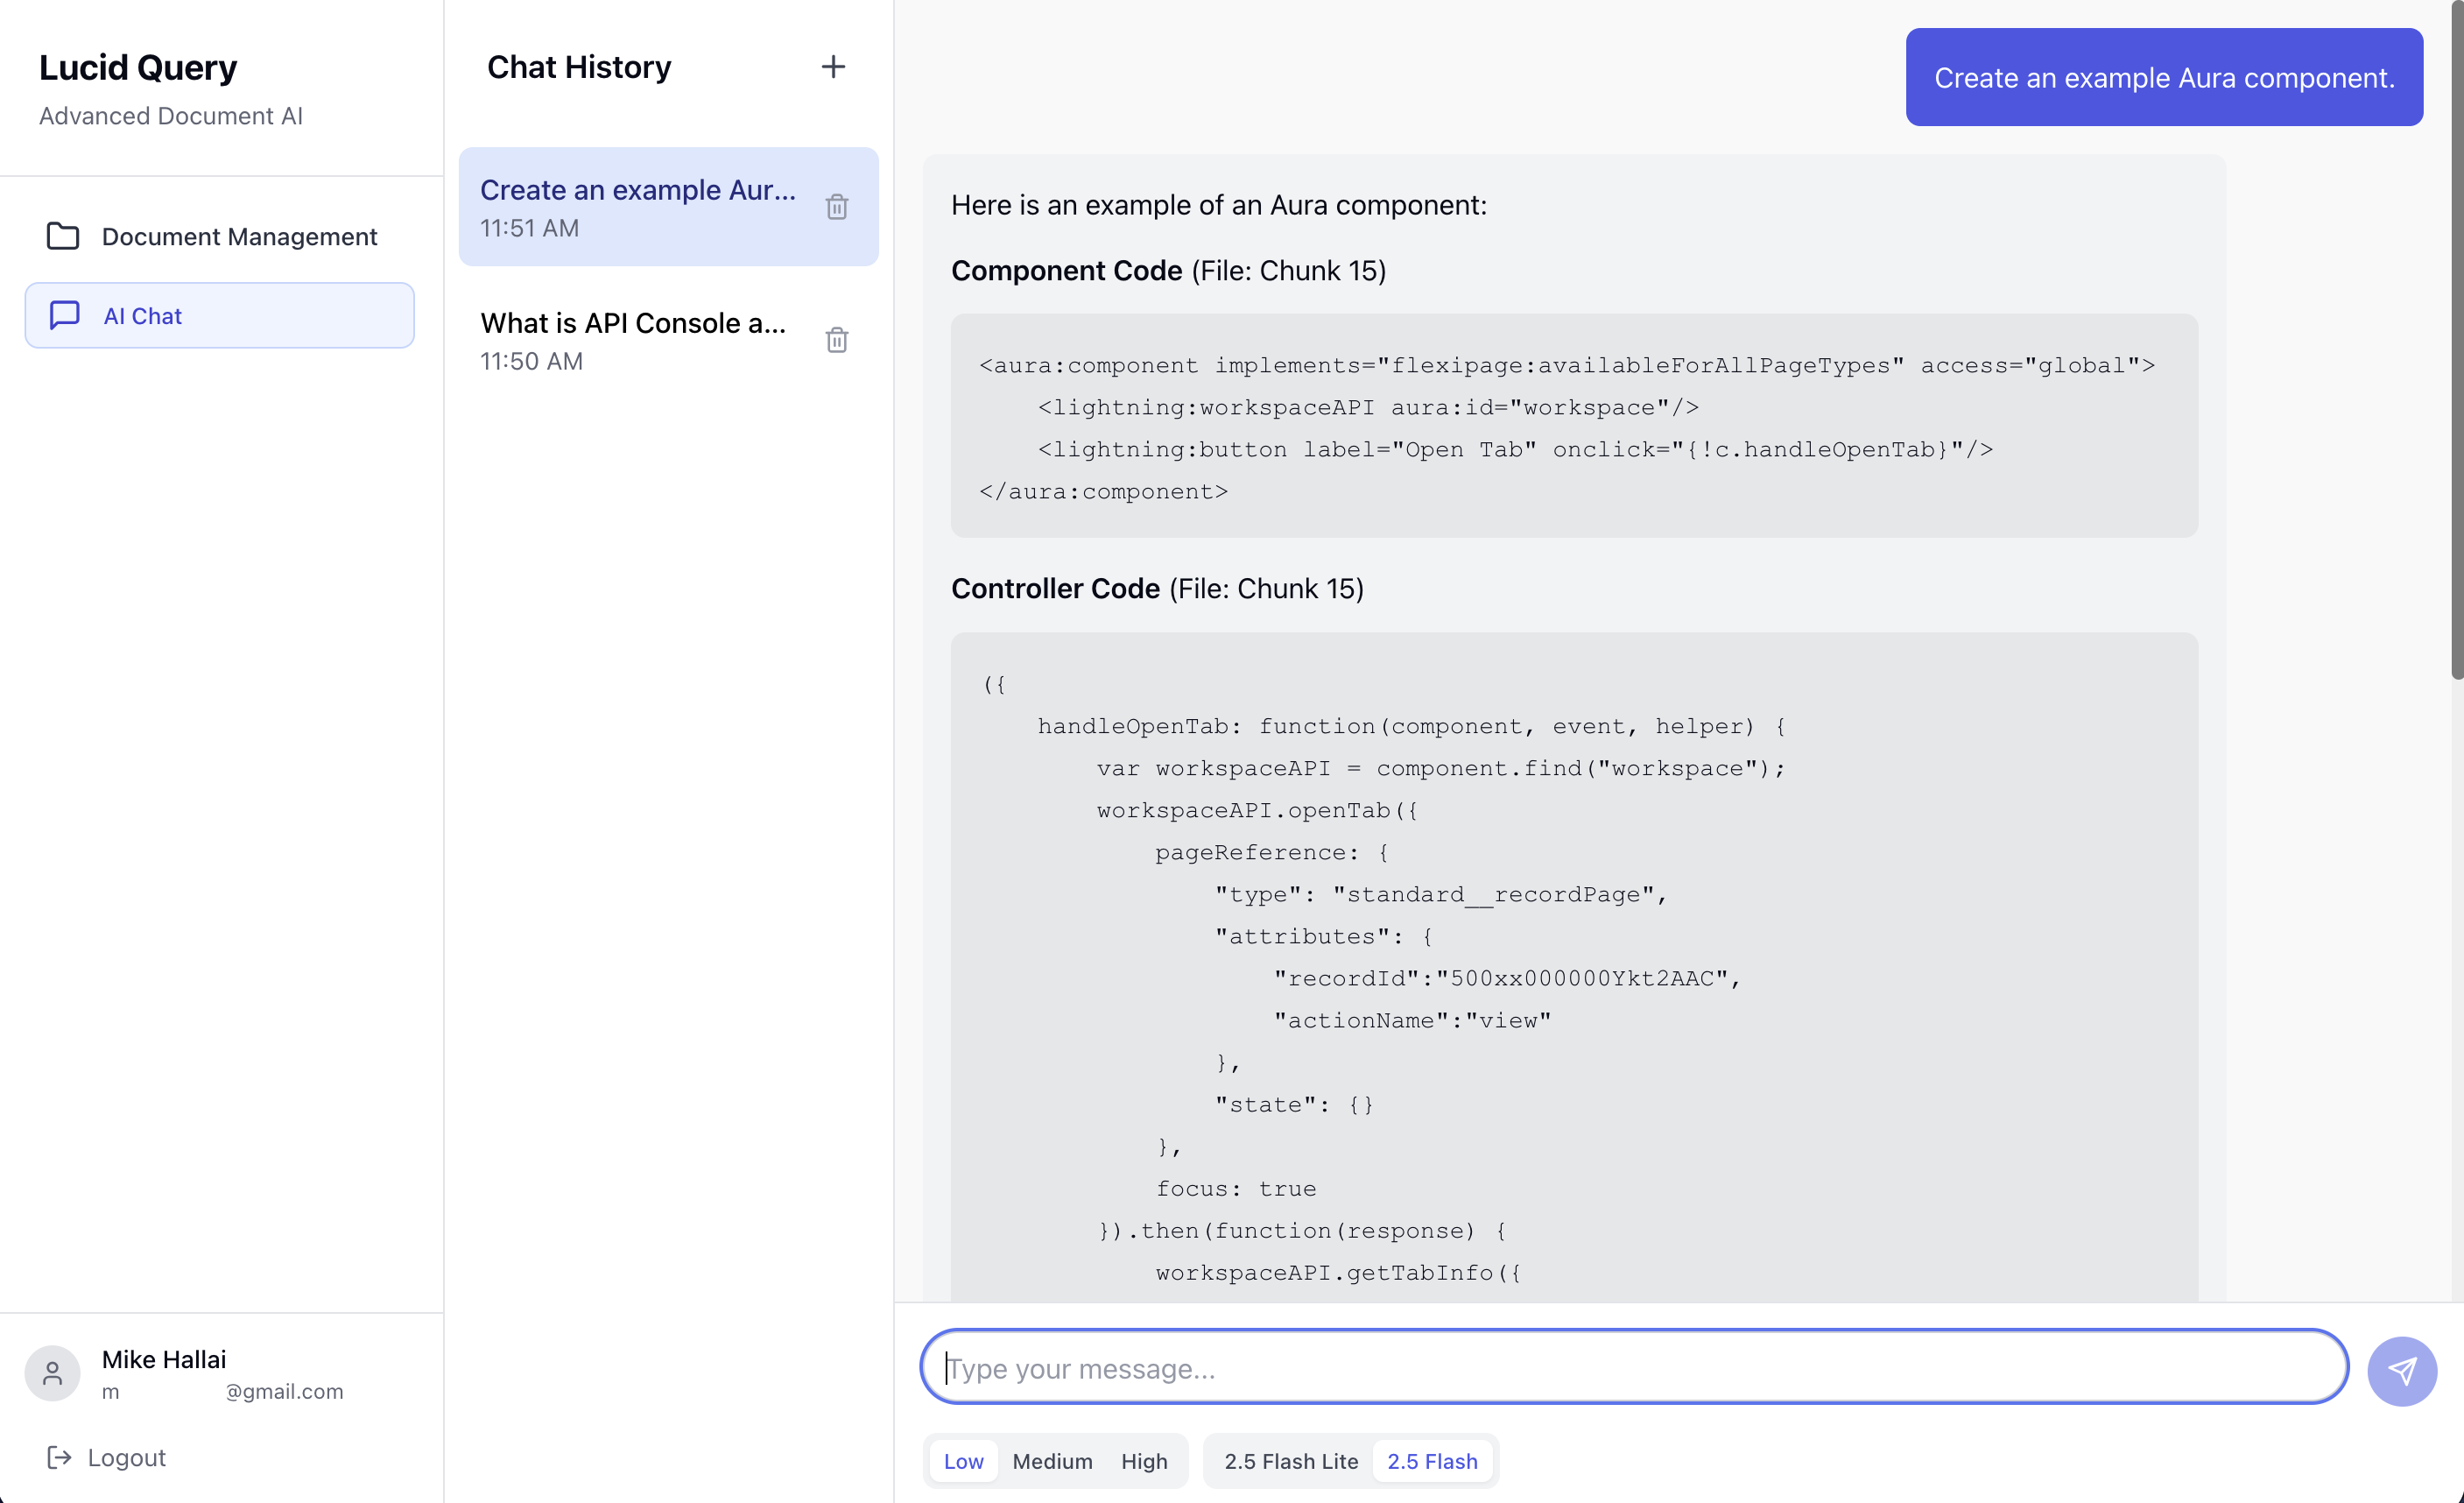 Lucid Query
Advanced Document AI
Document Management
AI Chat
Mike Hallai
m @gmail.com
Logout
Chat History
Create an example Aur...
11:51 AM
What is API Console a...
11:50 AM
Create an example Aura component.
Here is an example of an Aura component:
Component Code (File: Chunk 15)
<aura:component implements="flexipage:availableForAllPageTypes" access="global">
    <lightning:workspaceAPI aura:id="workspace"/>
    <lightning:button label="Open Tab" onclick="{!c.handleOpenTab}"/>
</aura:component>
Controller Code (File: Chunk 15)
({
    handleOpenTab: function(component, event, helper) {
        var workspaceAPI = component.find("workspace");
        workspaceAPI.openTab({
            pageReference: {
                "type": "standard__recordPage",
                "attributes": {
                    "recordId":"500xx000000Ykt2AAC",
                    "actionName":"view"
                },
                "state": {}
            },
            focus: true
        }).then(function(response) {
            workspaceAPI.getTabInfo({
Type your message...
Low Medium High 2.5 Flash Lite 2.5 Flash